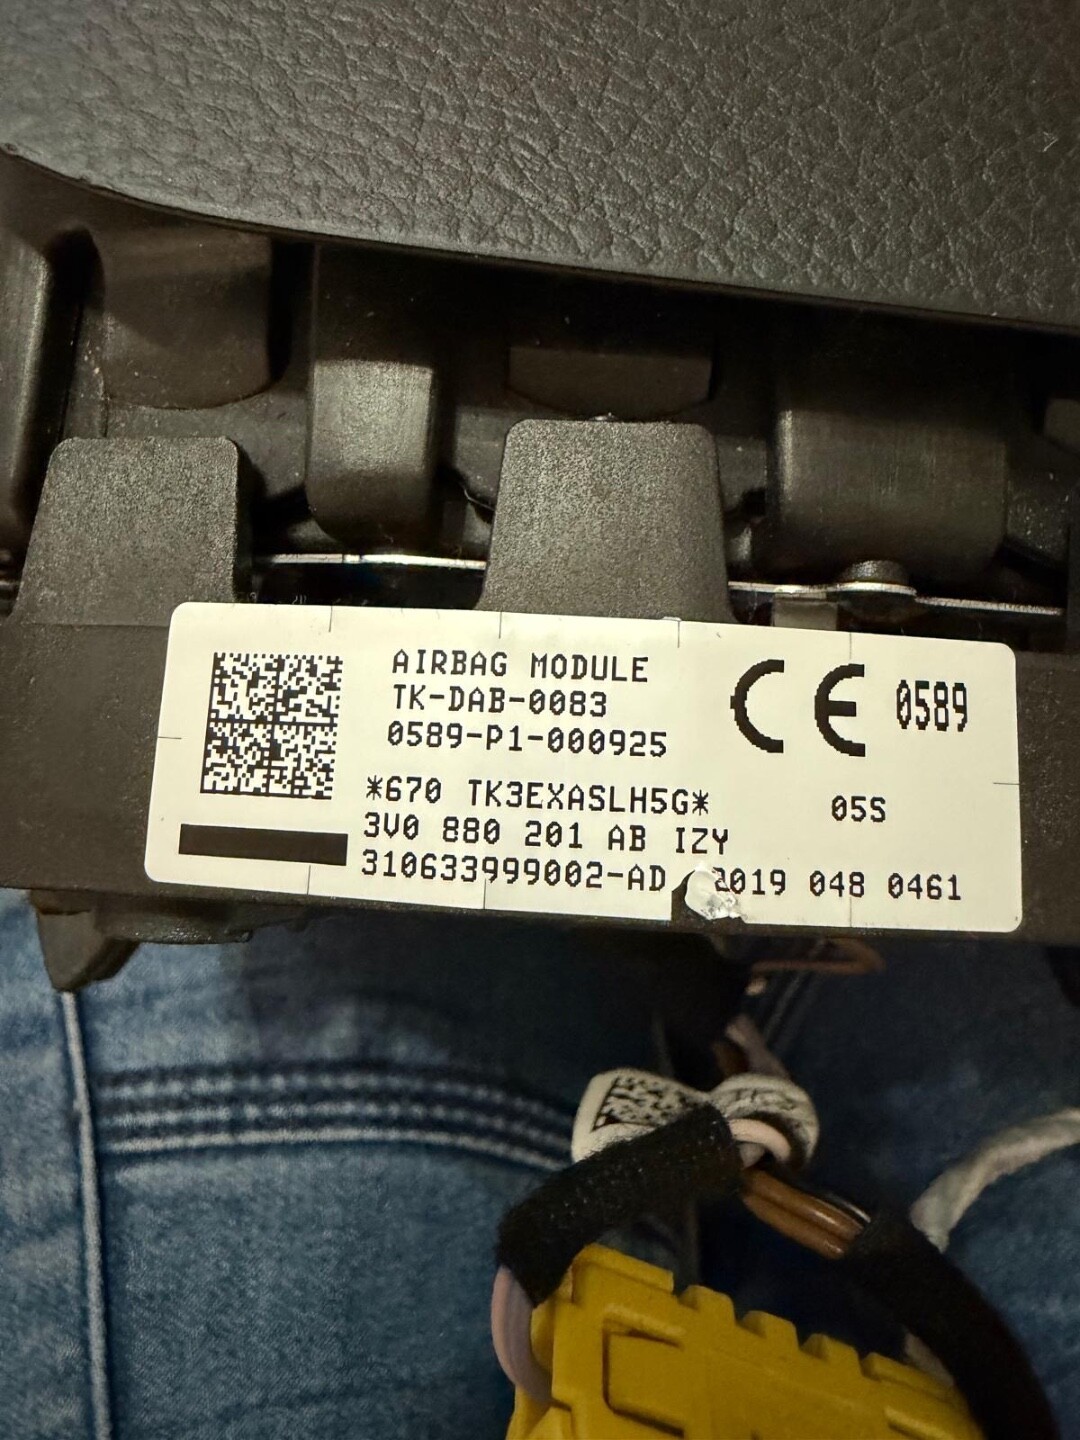 AIRBAG MODULE
TK-DAB-0083
0589-P1-000925
CE 0589
*670 TK3EXASLH5G* 05S
3V0 880 201 AB IZY
310633999002-AD 2019 048 0461